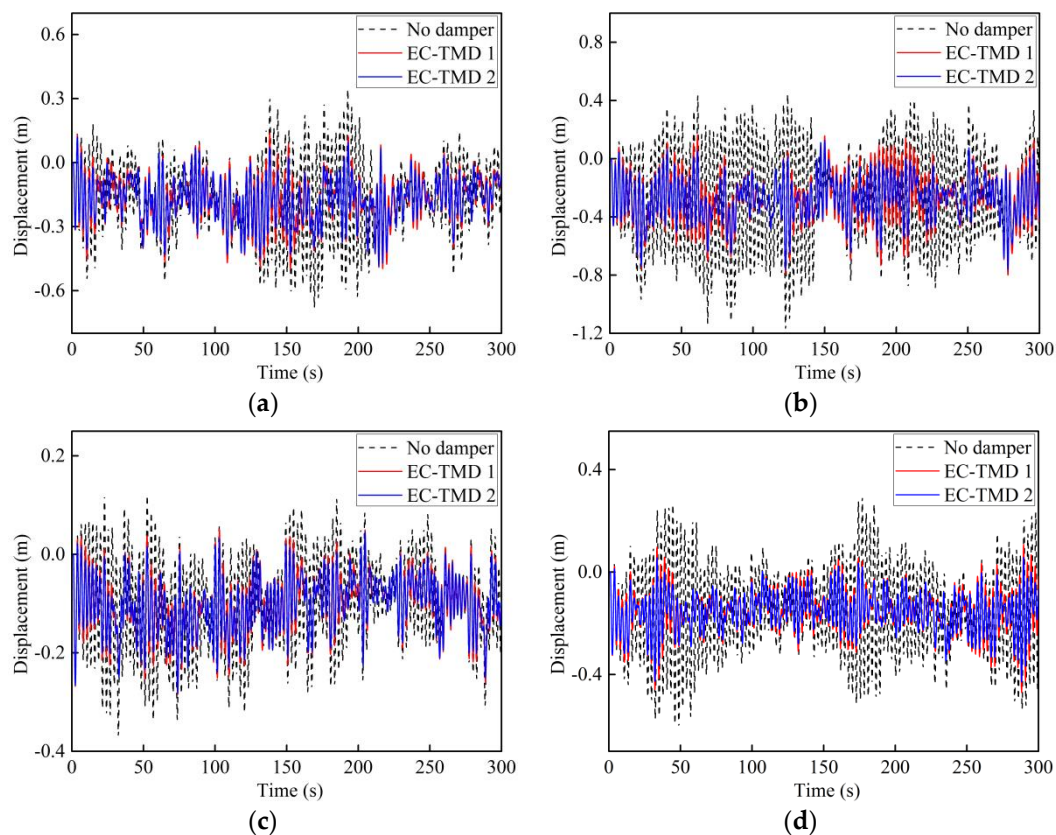 0.6
0.3
0.0
-0.3
-0.6
Displacement (m)
No damper
EC-TMD 1
EC-TMD 2
0 50 100 150 200 250 300
Time (s)
(a)
0.8
0.4
0.0
-0.4
-0.8
-1.2
Displacement (m)
No damper
EC-TMD 1
EC-TMD 2
0 50 100 150 200 250 300
Time (s)
(b)
0.2
0.0
-0.2
-0.4
Displacement (m)
No damper
EC-TMD 1
EC-TMD 2
0 50 100 150 200 250 300
Time (s)
(c)
0.4
0.0
-0.4
Displacement (m)
No damper
EC-TMD 1
EC-TMD 2
0 50 100 150 200 250 300
Time (s)
(d)